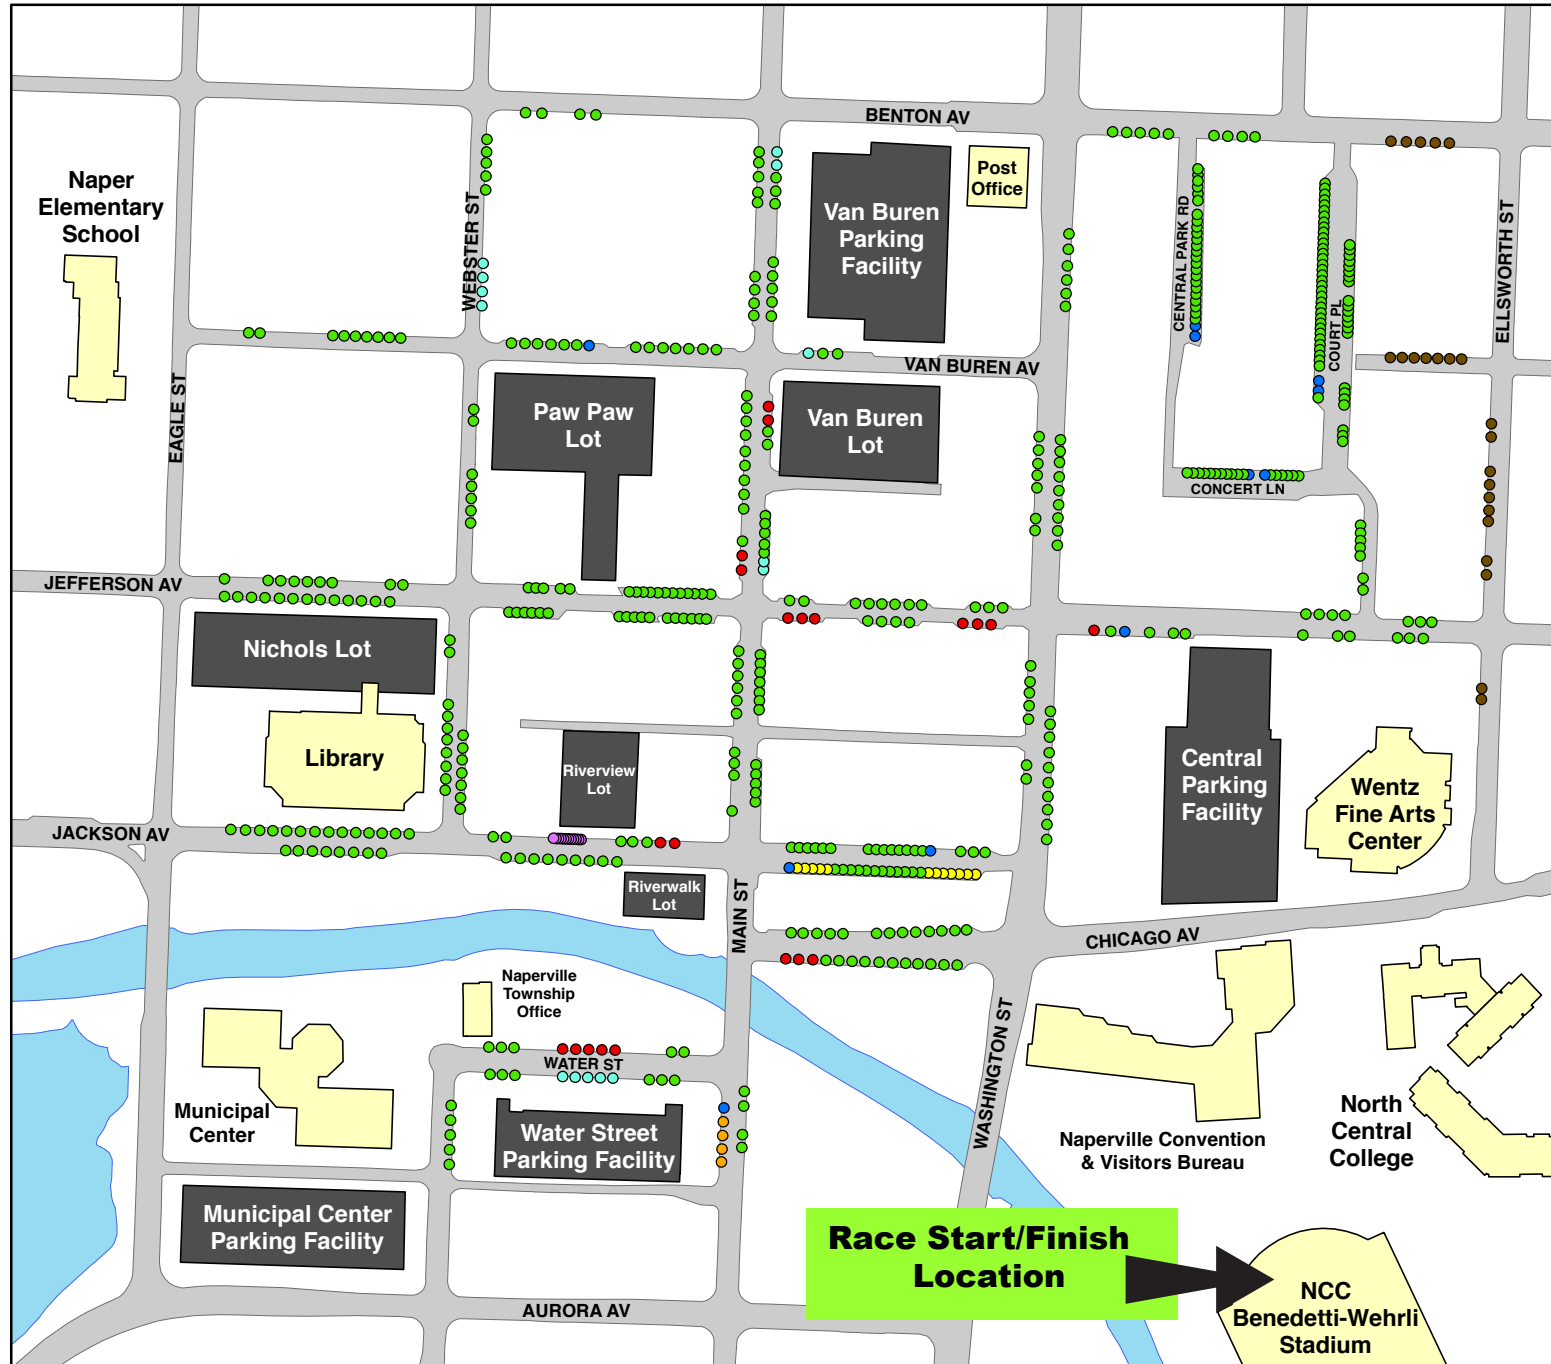 BENTON AV
Post
Office
Naper
Elementary
School
WEBSTER ST
Van Buren
Parking
Facility
CENTRAL PARK RD
COURT PL
ELLSWORTH ST
VAN BUREN AV
EAGLE ST
Paw Paw
Lot
Van Buren
Lot
CONCERT LN
JEFFERSON AV
Nichols Lot
Library
Riverview
Lot
Central
Parking
Facility
Wentz
Fine Arts
Center
JACKSON AV
Riverwalk
Lot
MAIN ST
CHICAGO AV
Naperville
Township
Office
WATER ST
WASHINGTON ST
Municipal
Center
Water Street
Parking Facility
Naperville Convention
& Visitors Bureau
North
Central
College
Municipal Center
Parking Facility
Race Start/Finish
Location
NCC
Benedetti-Wehrli
Stadium
AURORA AV